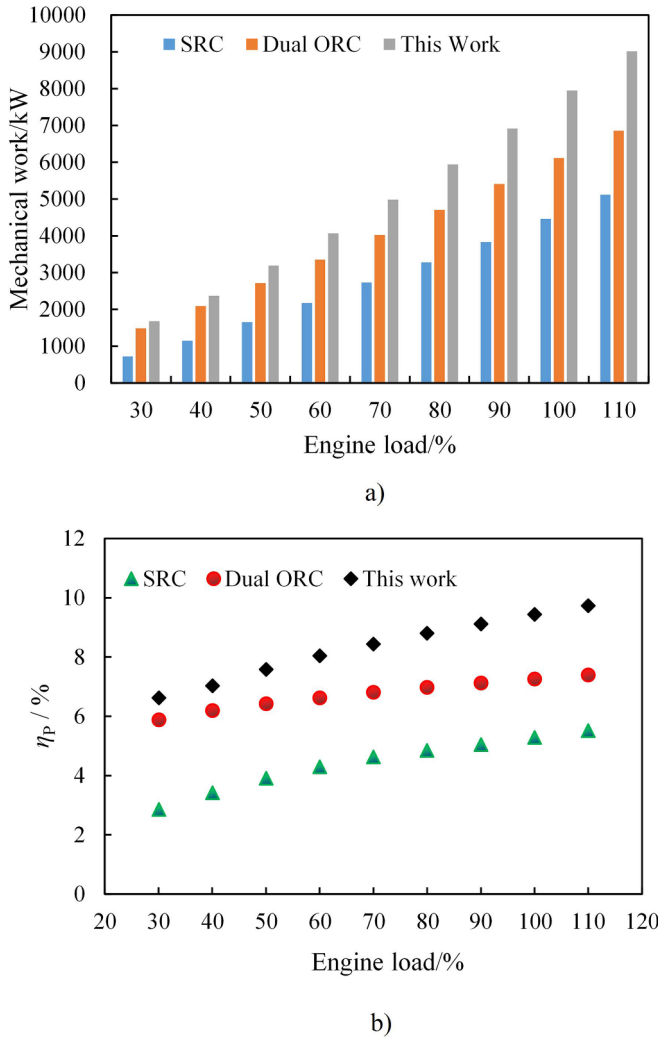 10000
9000
8000
7000
6000
5000
4000
3000
2000
1000
0
Mechanical work/kW
SRC Dual ORC This Work
30 40 50 60 70 80 90 100 110
Engine load/%
a)
12
10
8
6
4
2
0
ηP / %
SRC Dual ORC This work
20 30 40 50 60 70 80 90 100 110 120
Engine load/%
b)